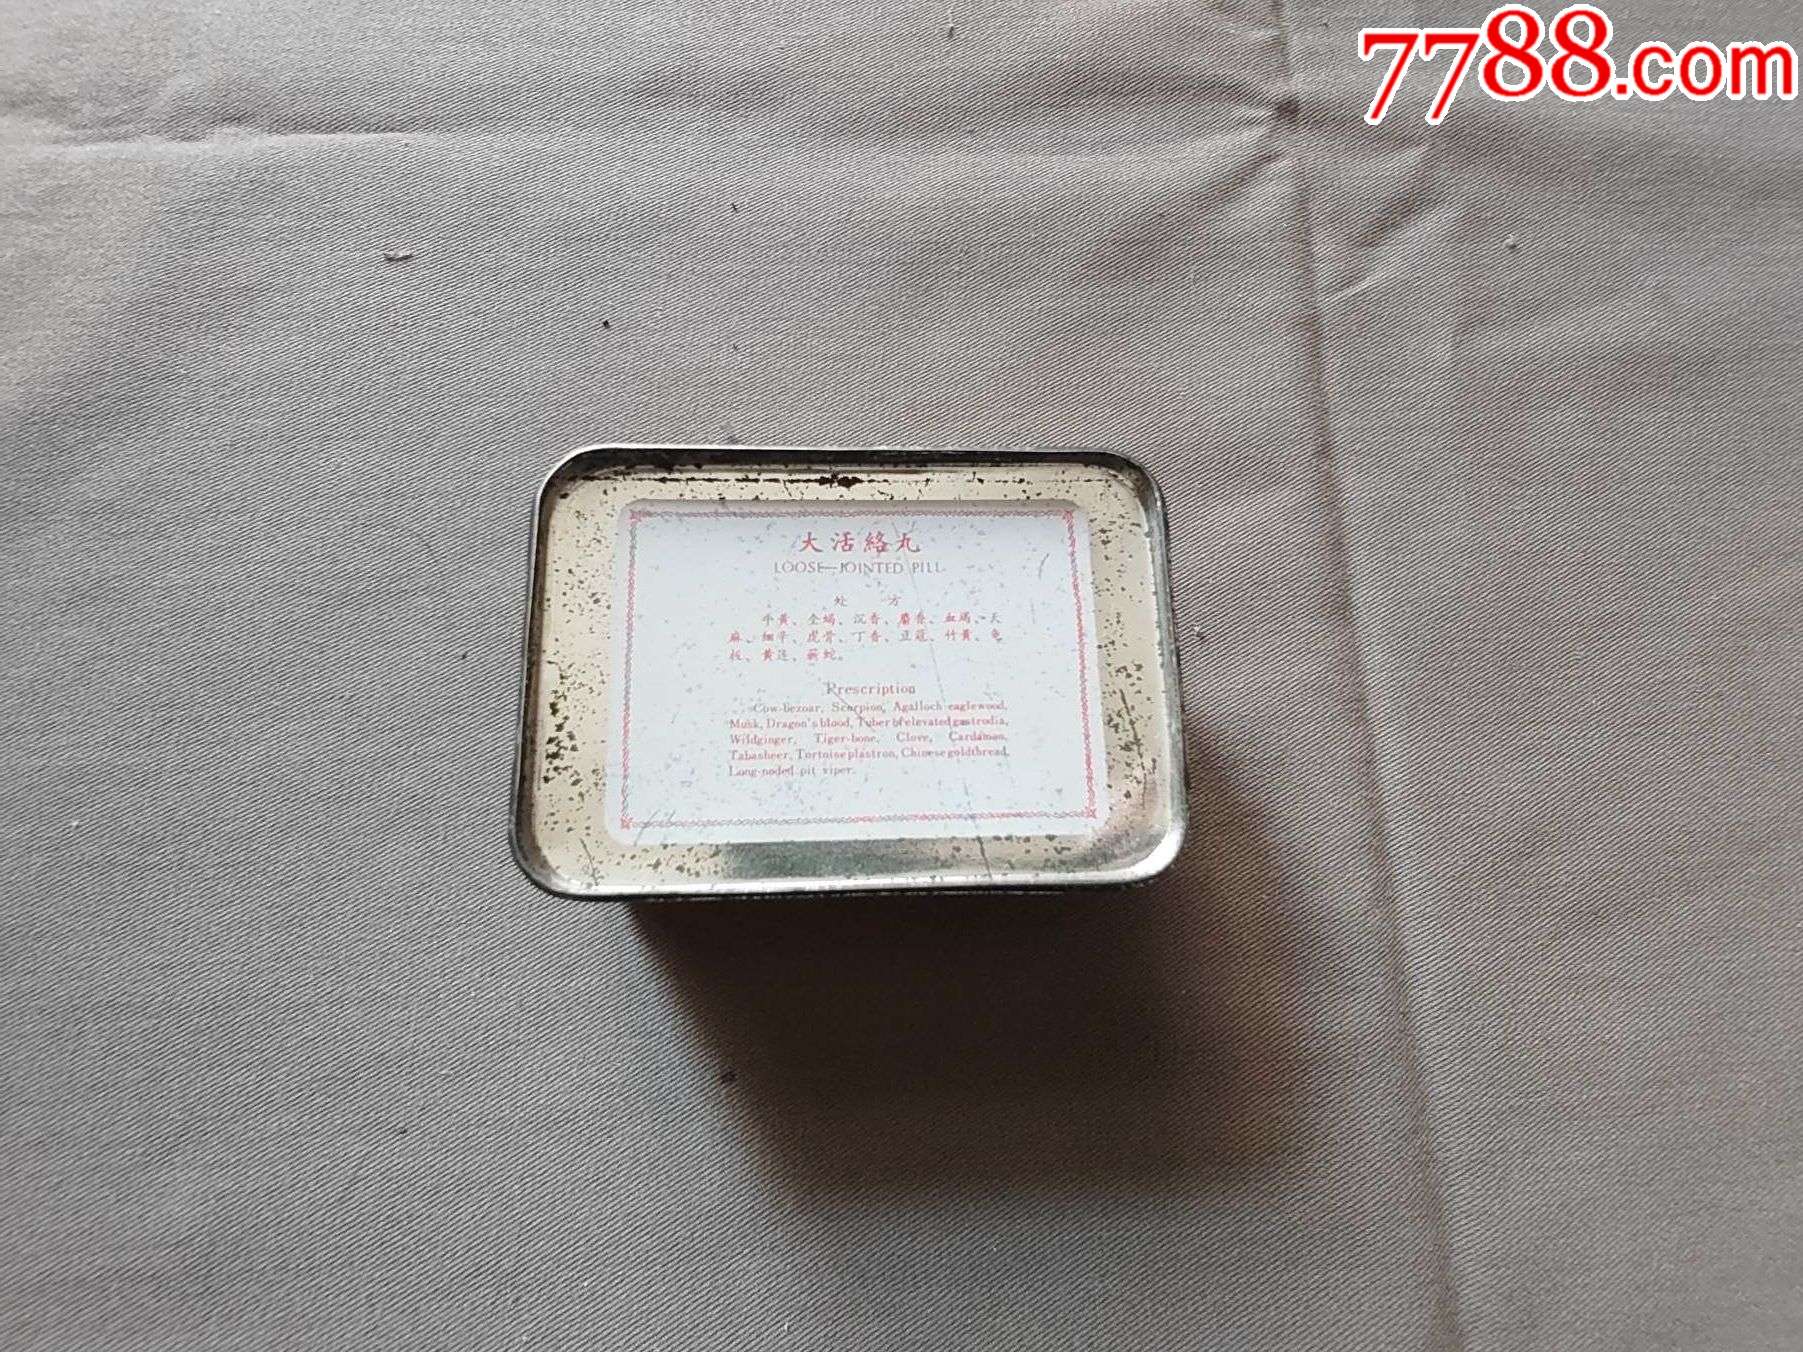 7788.com
大活絡丸
LOOSE—JOINTED PILL
处 方
牛黄、全蝎、沉香、麝香、血竭、天
麻、细辛、虎骨、丁香、豆蔻、竹黄、龟
板、黄连、蕲蛇。
Prescription
Cow-bezoar, Scorpion, Agalloch eaglewood,
Musk, Dragon's blood, Tuber of elevated gastrodia,
Wildginger, Tiger-bone, Clove, Cardamon,
Tabasheer, Tortoise plastron, Chinese goldthread,
Long-noded pit viper.